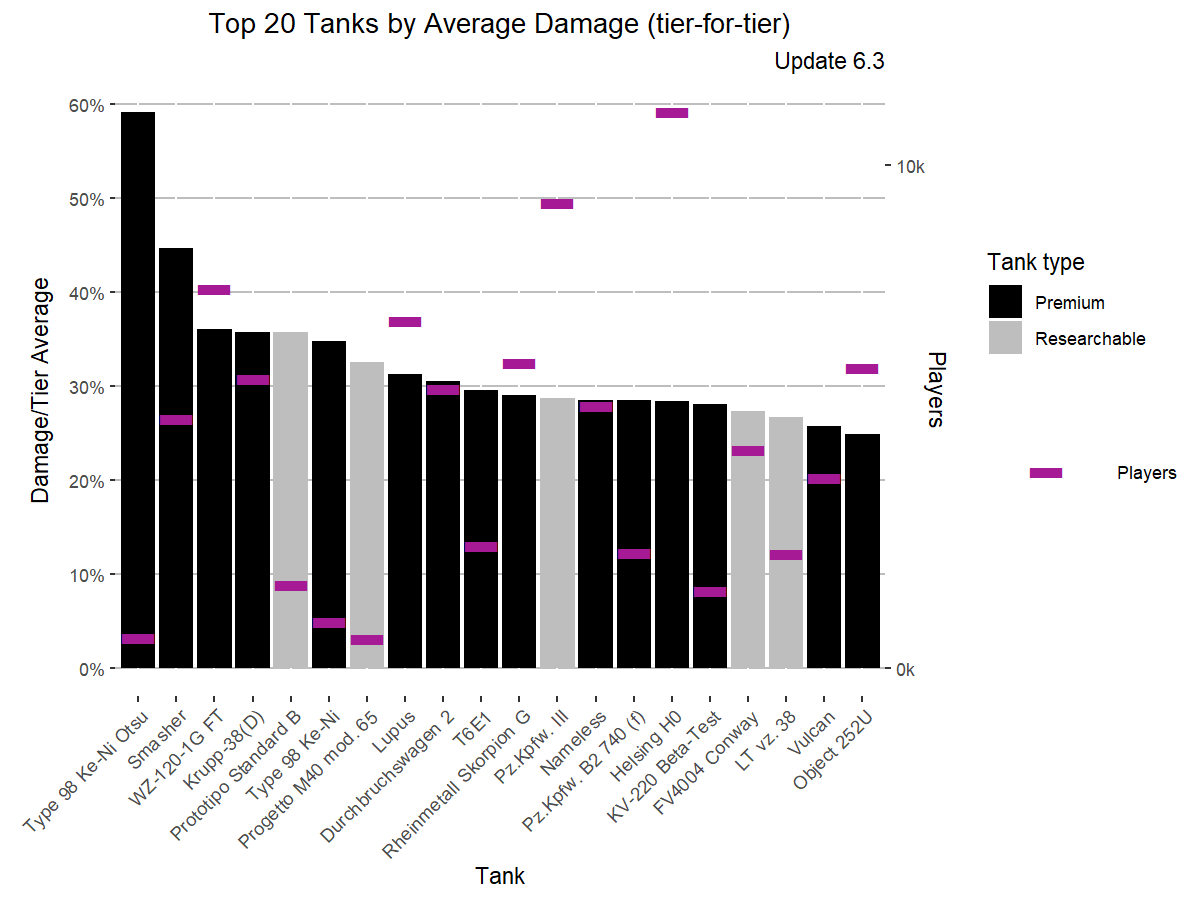 Top 20 Tanks by Average Damage (tier-for-tier)
Update 6.3
Damage/Tier Average
60%
50%
40%
30%
20%
10%
0%
10k
0k
Players
Tank type
Premium
Researchable
Players
Type 98 Ke-Ni Otsu
Smasher
WZ-120-1G FT
Krupp-38(D)
Prototipo Standard B
Type 98 Ke-Ni
Progetto M40 mod. 65
Lupus
Durchbruchswagen 2
T6E1
Rheinmetall Skorpion G
Pz.Kpfw. III
Nameless
Pz.Kpfw. B2 740 (f)
Helsing H0
KV-220 Beta-Test
FV4004 Conway
LT vz. 38
Vulcan
Object 252U
Tank